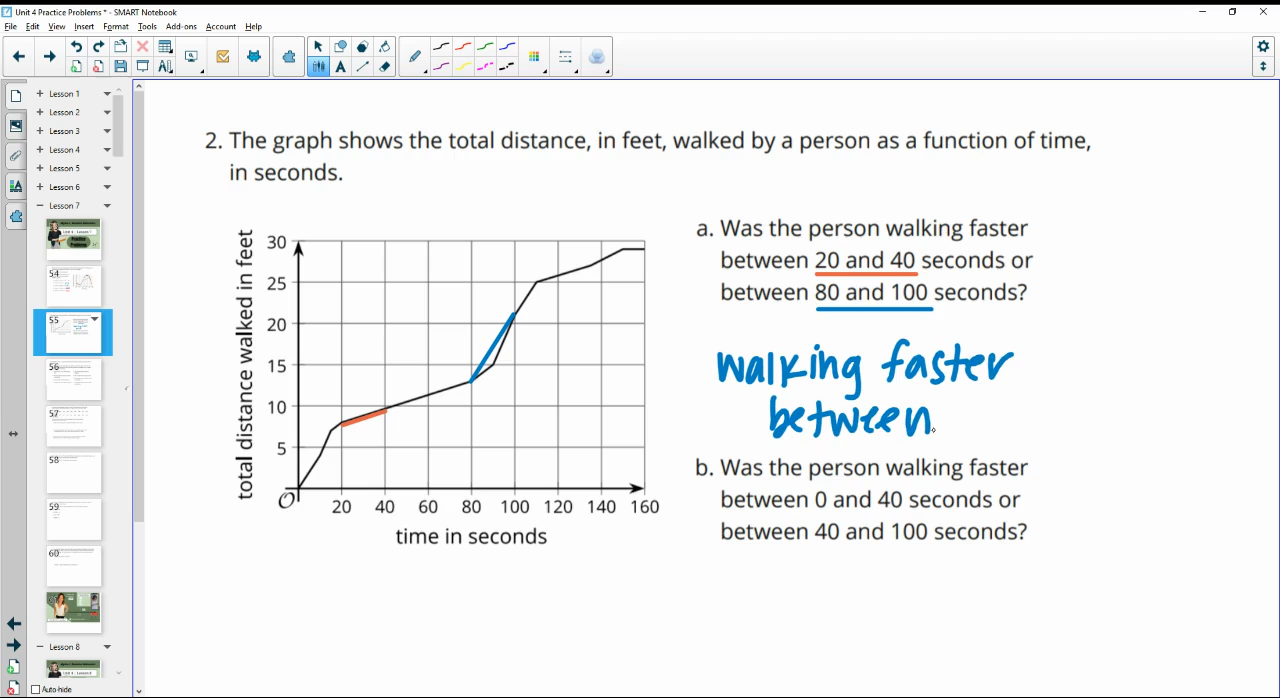 Unit 4 Practice Problems * - SMART Notebook
File Edit View Insert Format Tools Add-ons Account Help
Lesson 1
Lesson 2
Lesson 3
Lesson 4
Lesson 5
Lesson 6
Lesson 7
54
55
56
57
58
59
60
Lesson 8
Auto-hide
2. The graph shows the total distance, in feet, walked by a person as a function of time,
in seconds.
total distance walked in feet
30
25
20
15
10
5
O
20 40 60 80 100 120 140 160
time in seconds
a. Was the person walking faster
between 20 and 40 seconds or
between 80 and 100 seconds?
walking faster
between
b. Was the person walking faster
between 0 and 40 seconds or
between 40 and 100 seconds?